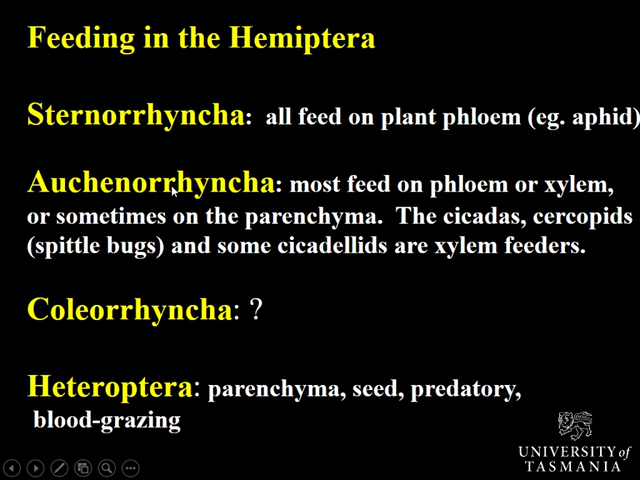 Feeding in the Hemiptera
Sternorrhyncha: all feed on plant phloem (eg. aphid)
Auchenorrhyncha: most feed on phloem or xylem,
or sometimes on the parenchyma. The cicadas, cercopids
(spittle bugs) and some cicadellids are xylem feeders.
Coleorrhyncha: ?
Heteroptera: parenchyma, seed, predatory,
blood-grazing
UNIVERSITY of
TASMANIA